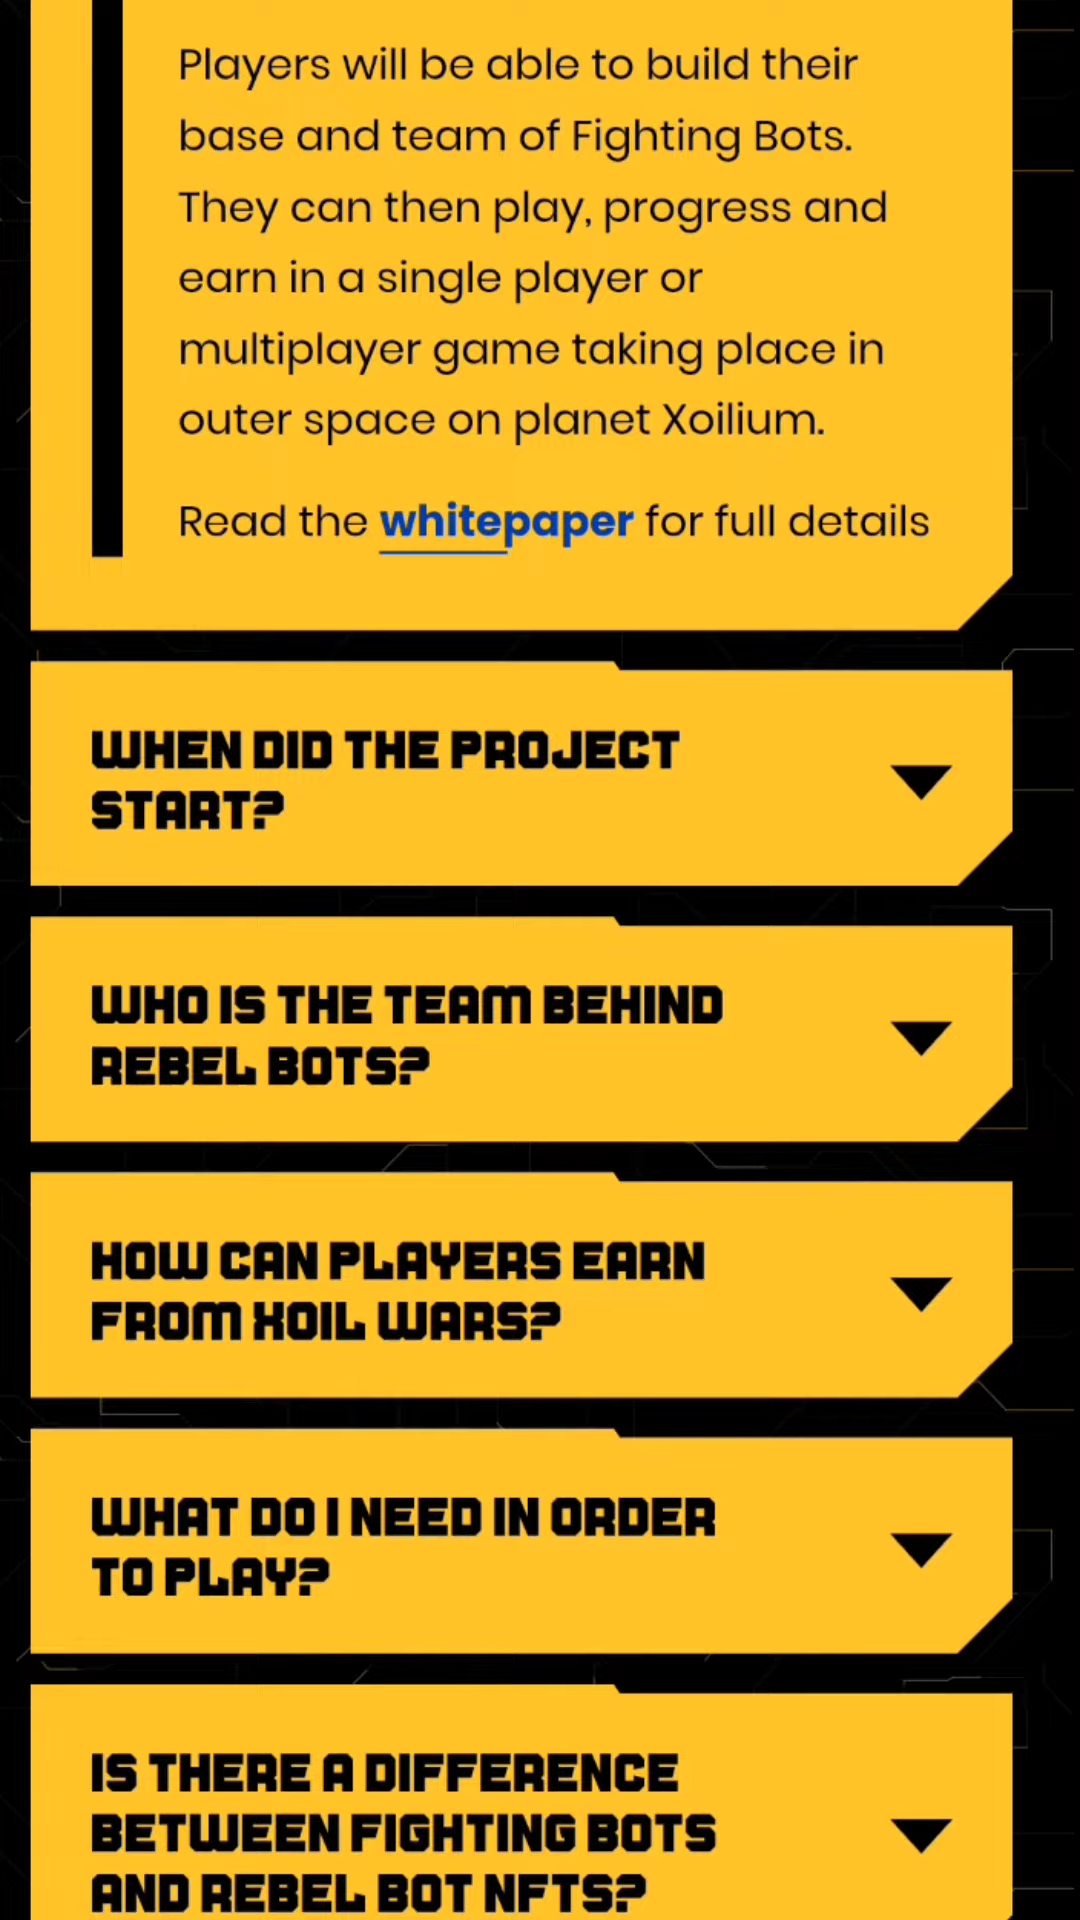 Players will be able to build their
base and team of Fighting Bots.
They can then play, progress and
earn in a single player or
multiplayer game taking place in
outer space on planet Xoilium.
Read the whitepaper for full details
WHEN DID THE PROJECT
START?
WHO IS THE TEAM BEHIND
REBEL BOTS?
HOW CAN PLAYERS EARN
FROM XOIL WARS?
WHAT DO I NEED IN ORDER
TO PLAY?
IS THERE A DIFFERENCE
BETWEEN FIGHTING BOTS
AND REBEL BOT NFTS?